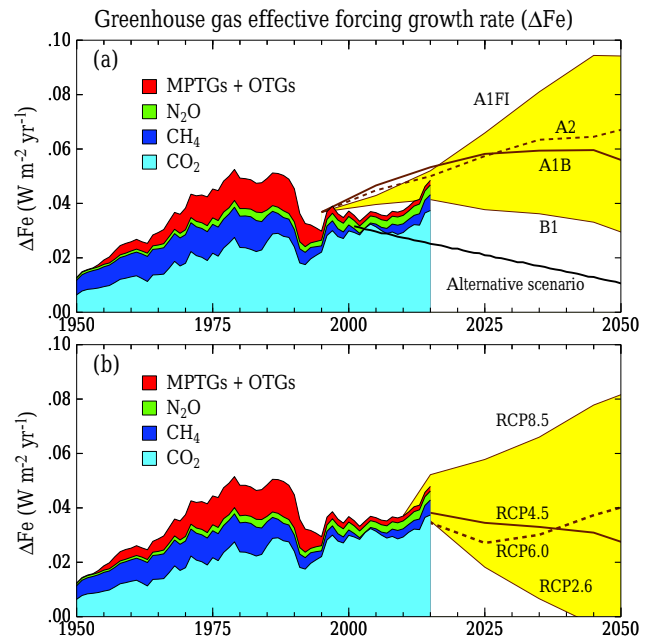 Greenhouse gas effective forcing growth rate (ΔFe)
(a)
MPTGs + OTGs
N₂O
CH₄
CO₂
A1FI
A2
A1B
B1
Alternative scenario
ΔFe (W m⁻² yr⁻¹)
.10
.08
.06
.04
.02
.00
1950 1975 2000 2025 2050
(b)
MPTGs + OTGs
N₂O
CH₄
CO₂
RCP8.5
RCP4.5
RCP6.0
RCP2.6
ΔFe (W m⁻² yr⁻¹)
.10
.08
.06
.04
.02
.00
1950 1975 2000 2025 2050